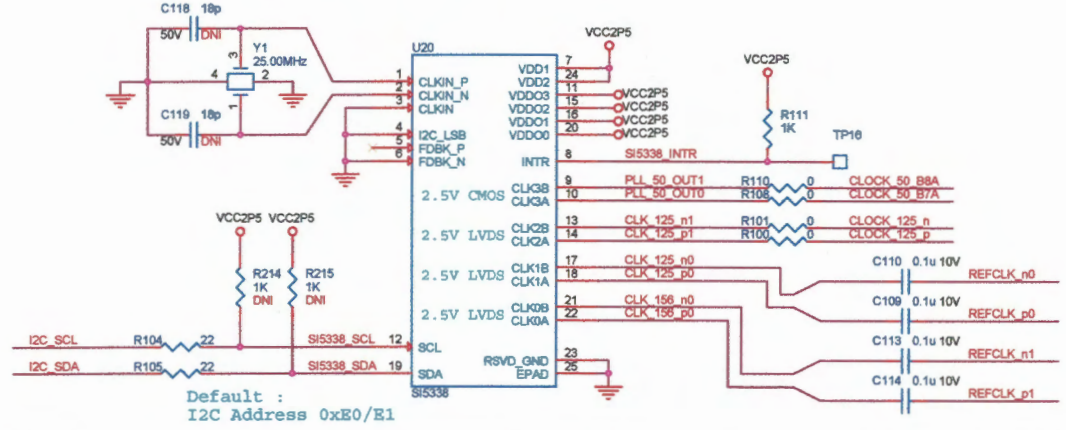 C118 18p
50V DNI
Y1
25.00MHz
3
4 2
1
C119 18p
50V DNI
U20
1 CLKIN_P
2 CLKIN_N
3 CLKIN
4 I2C_LSB
5 FDBK_P
6 FDBK_N
VCC2P5
VDD1 7
VDD2 24
VDDO3 11 VCC2P5
VDDO2 15 VCC2P5
VDDO1 16 VCC2P5
VDDO0 20 VCC2P5
VCC2P5
R111
1K
TP16
INTR 8 SI5338_INTR
2.5V CMOS
CLK3B 9 PLL_50_OUT1 R110 0 CLOCK_50_B8A
CLK3A 10 PLL_50_OUT0 R108 0 CLOCK_50_B7A
2.5V LVDS
CLK2B 13 CLK_125_n1 R101 0 CLOCK_125_n
CLK2A 14 CLK_125_p1 R100 0 CLOCK_125_p
2.5V LVDS
CLK1B 17 CLK_125_n0 C110 0.1u 10V REFCLK_n0
CLK1A 18 CLK_125_p0 C109 0.1u 10V REFCLK_p0
2.5V LVDS
CLK0B 21 CLK_156_n0 C113 0.1u 10V REFCLK_n1
CLK0A 22 CLK_156_p0 C114 0.1u 10V REFCLK_p1
VCC2P5 VCC2P5
R214 R215
1K 1K
DNI DNI
I2C_SCL R104 22 SI5338_SCL 12 SCL
I2C_SDA R105 22 SI5338_SDA 19 SDA
RSVD_GND 23
EPAD 25
SI5338
Default :
I2C Address 0xE0/E1